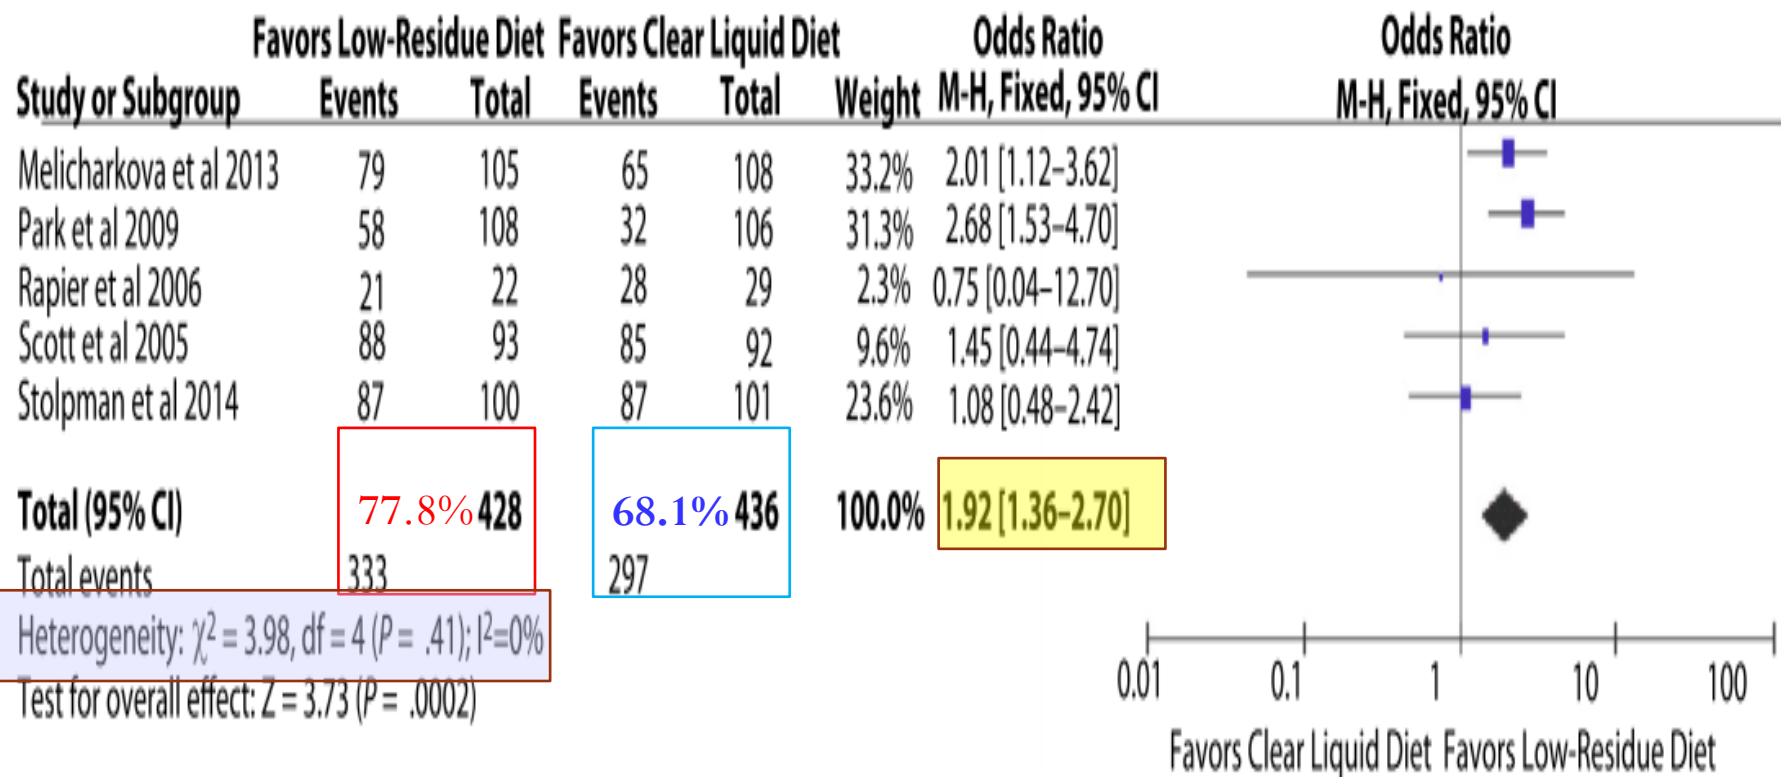 Favors Low-Residue Diet Favors Clear Liquid Diet Odds Ratio Odds Ratio
Study or Subgroup Events Total Events Total Weight M-H, Fixed, 95% CI M-H, Fixed, 95% CI
Melicharkova et al 2013 79 105 65 108 33.2% 2.01 [1.12–3.62]
Park et al 2009 58 108 32 106 31.3% 2.68 [1.53–4.70]
Rapier et al 2006 21 22 28 29 2.3% 0.75 [0.04–12.70]
Scott et al 2005 88 93 85 92 9.6% 1.45 [0.44–4.74]
Stolpman et al 2014 87 100 87 101 23.6% 1.08 [0.48–2.42]
Total (95% CI) 77.8% 428 68.1% 436 100.0% 1.92 [1.36–2.70]
Total events 333 297
Heterogeneity: χ² = 3.98, df = 4 (P = .41); I²=0%
Test for overall effect: Z = 3.73 (P = .0002)
0.01 0.1 1 10 100
Favors Clear Liquid Diet Favors Low-Residue Diet